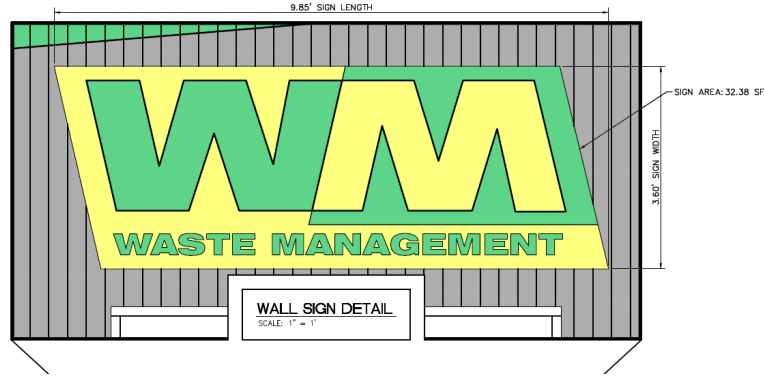 9.85' SIGN LENGTH
WM
SIGN AREA: 32.38 SF
3.60' SIGN WIDTH
WASTE MANAGEMENT
WALL SIGN DETAIL
SCALE: 1" = 1'